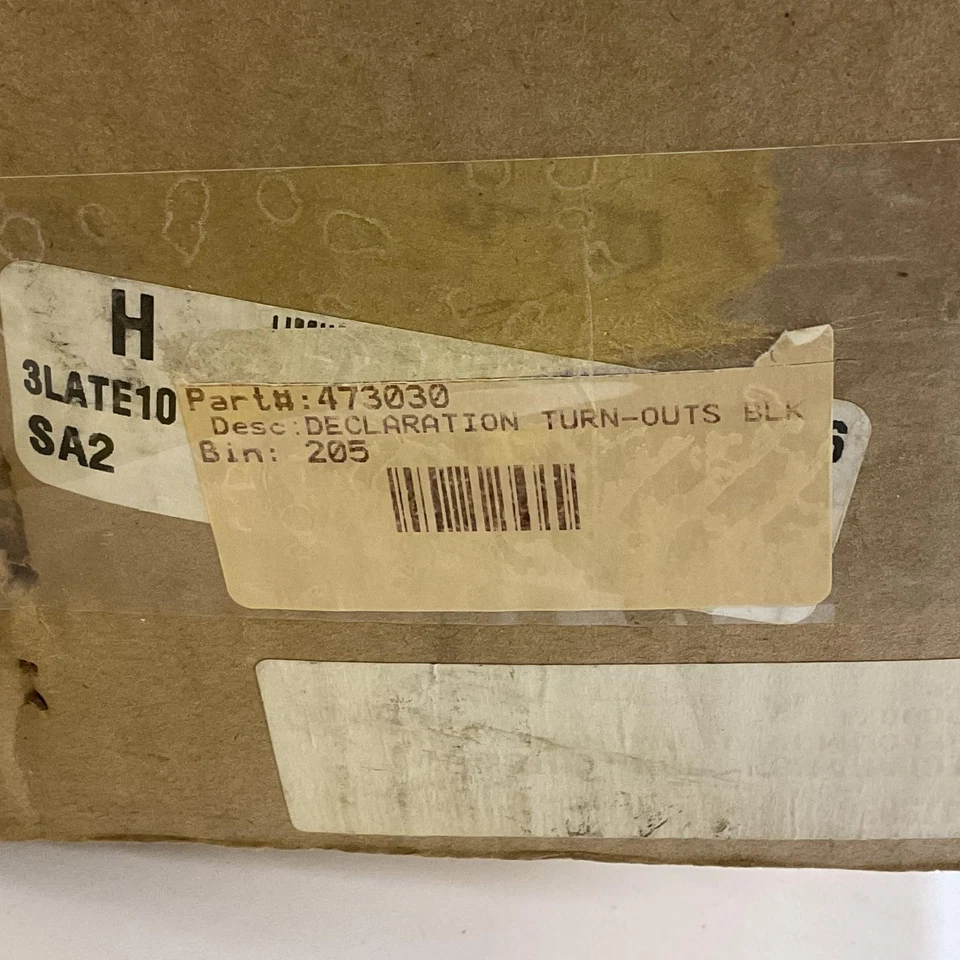 H
3LATE10
SA2
Part#:473030
Desc:DECLARATION TURN-OUTS BLK
Bin: 205